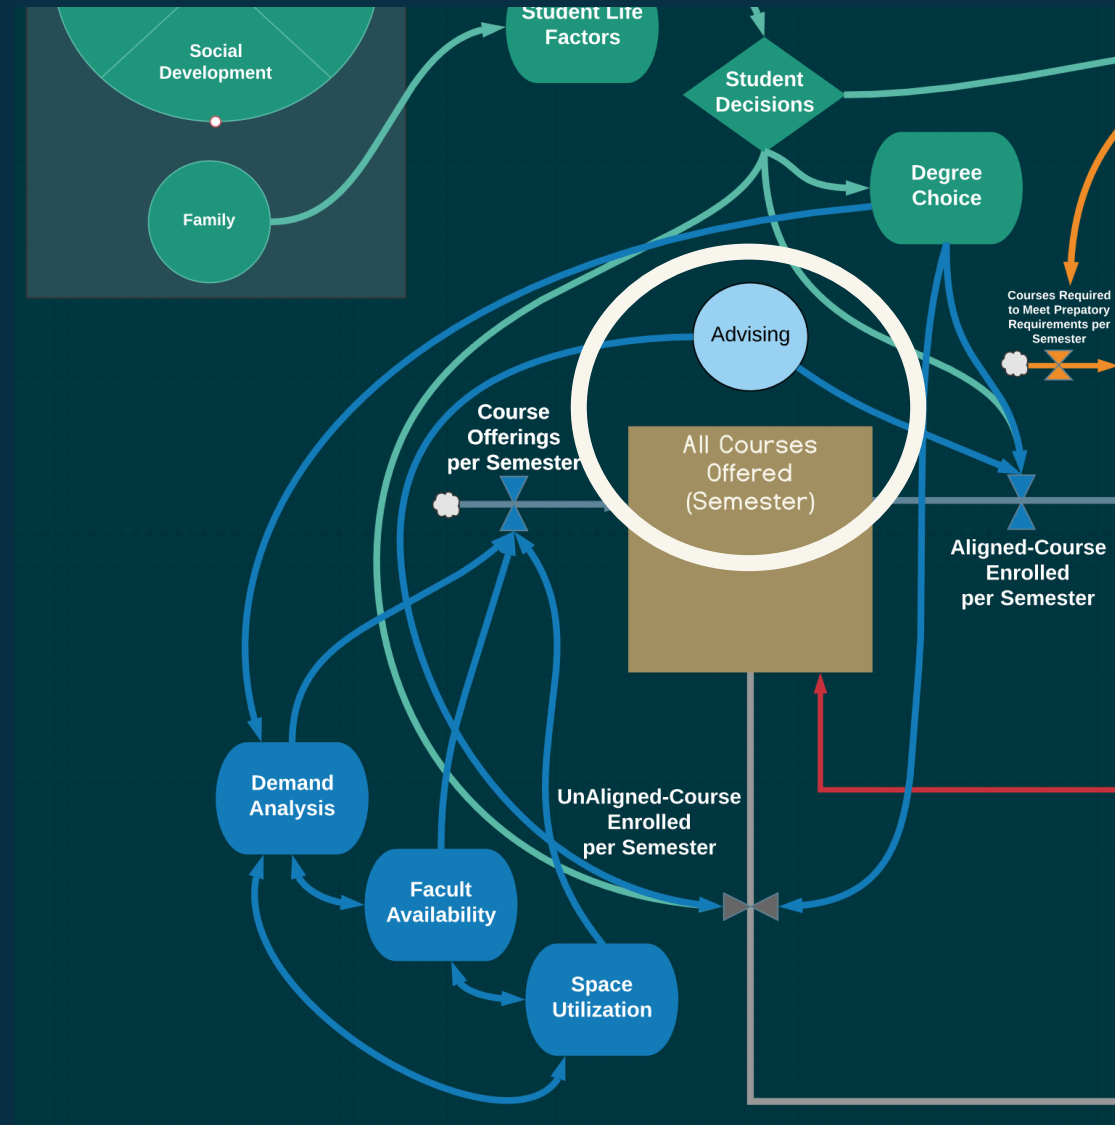 Student Life
Factors
Social
Development
Student
Decisions
Degree
Choice
Family
Courses Required
to Meet Prepatory
Requirements per
Semester
Advising
Course
Offerings
per Semester
All Courses
Offered
(Semester)
Aligned-Course
Enrolled
per Semester
Demand
Analysis
UnAligned-Course
Enrolled
per Semester
Facult
Availability
Space
Utilization